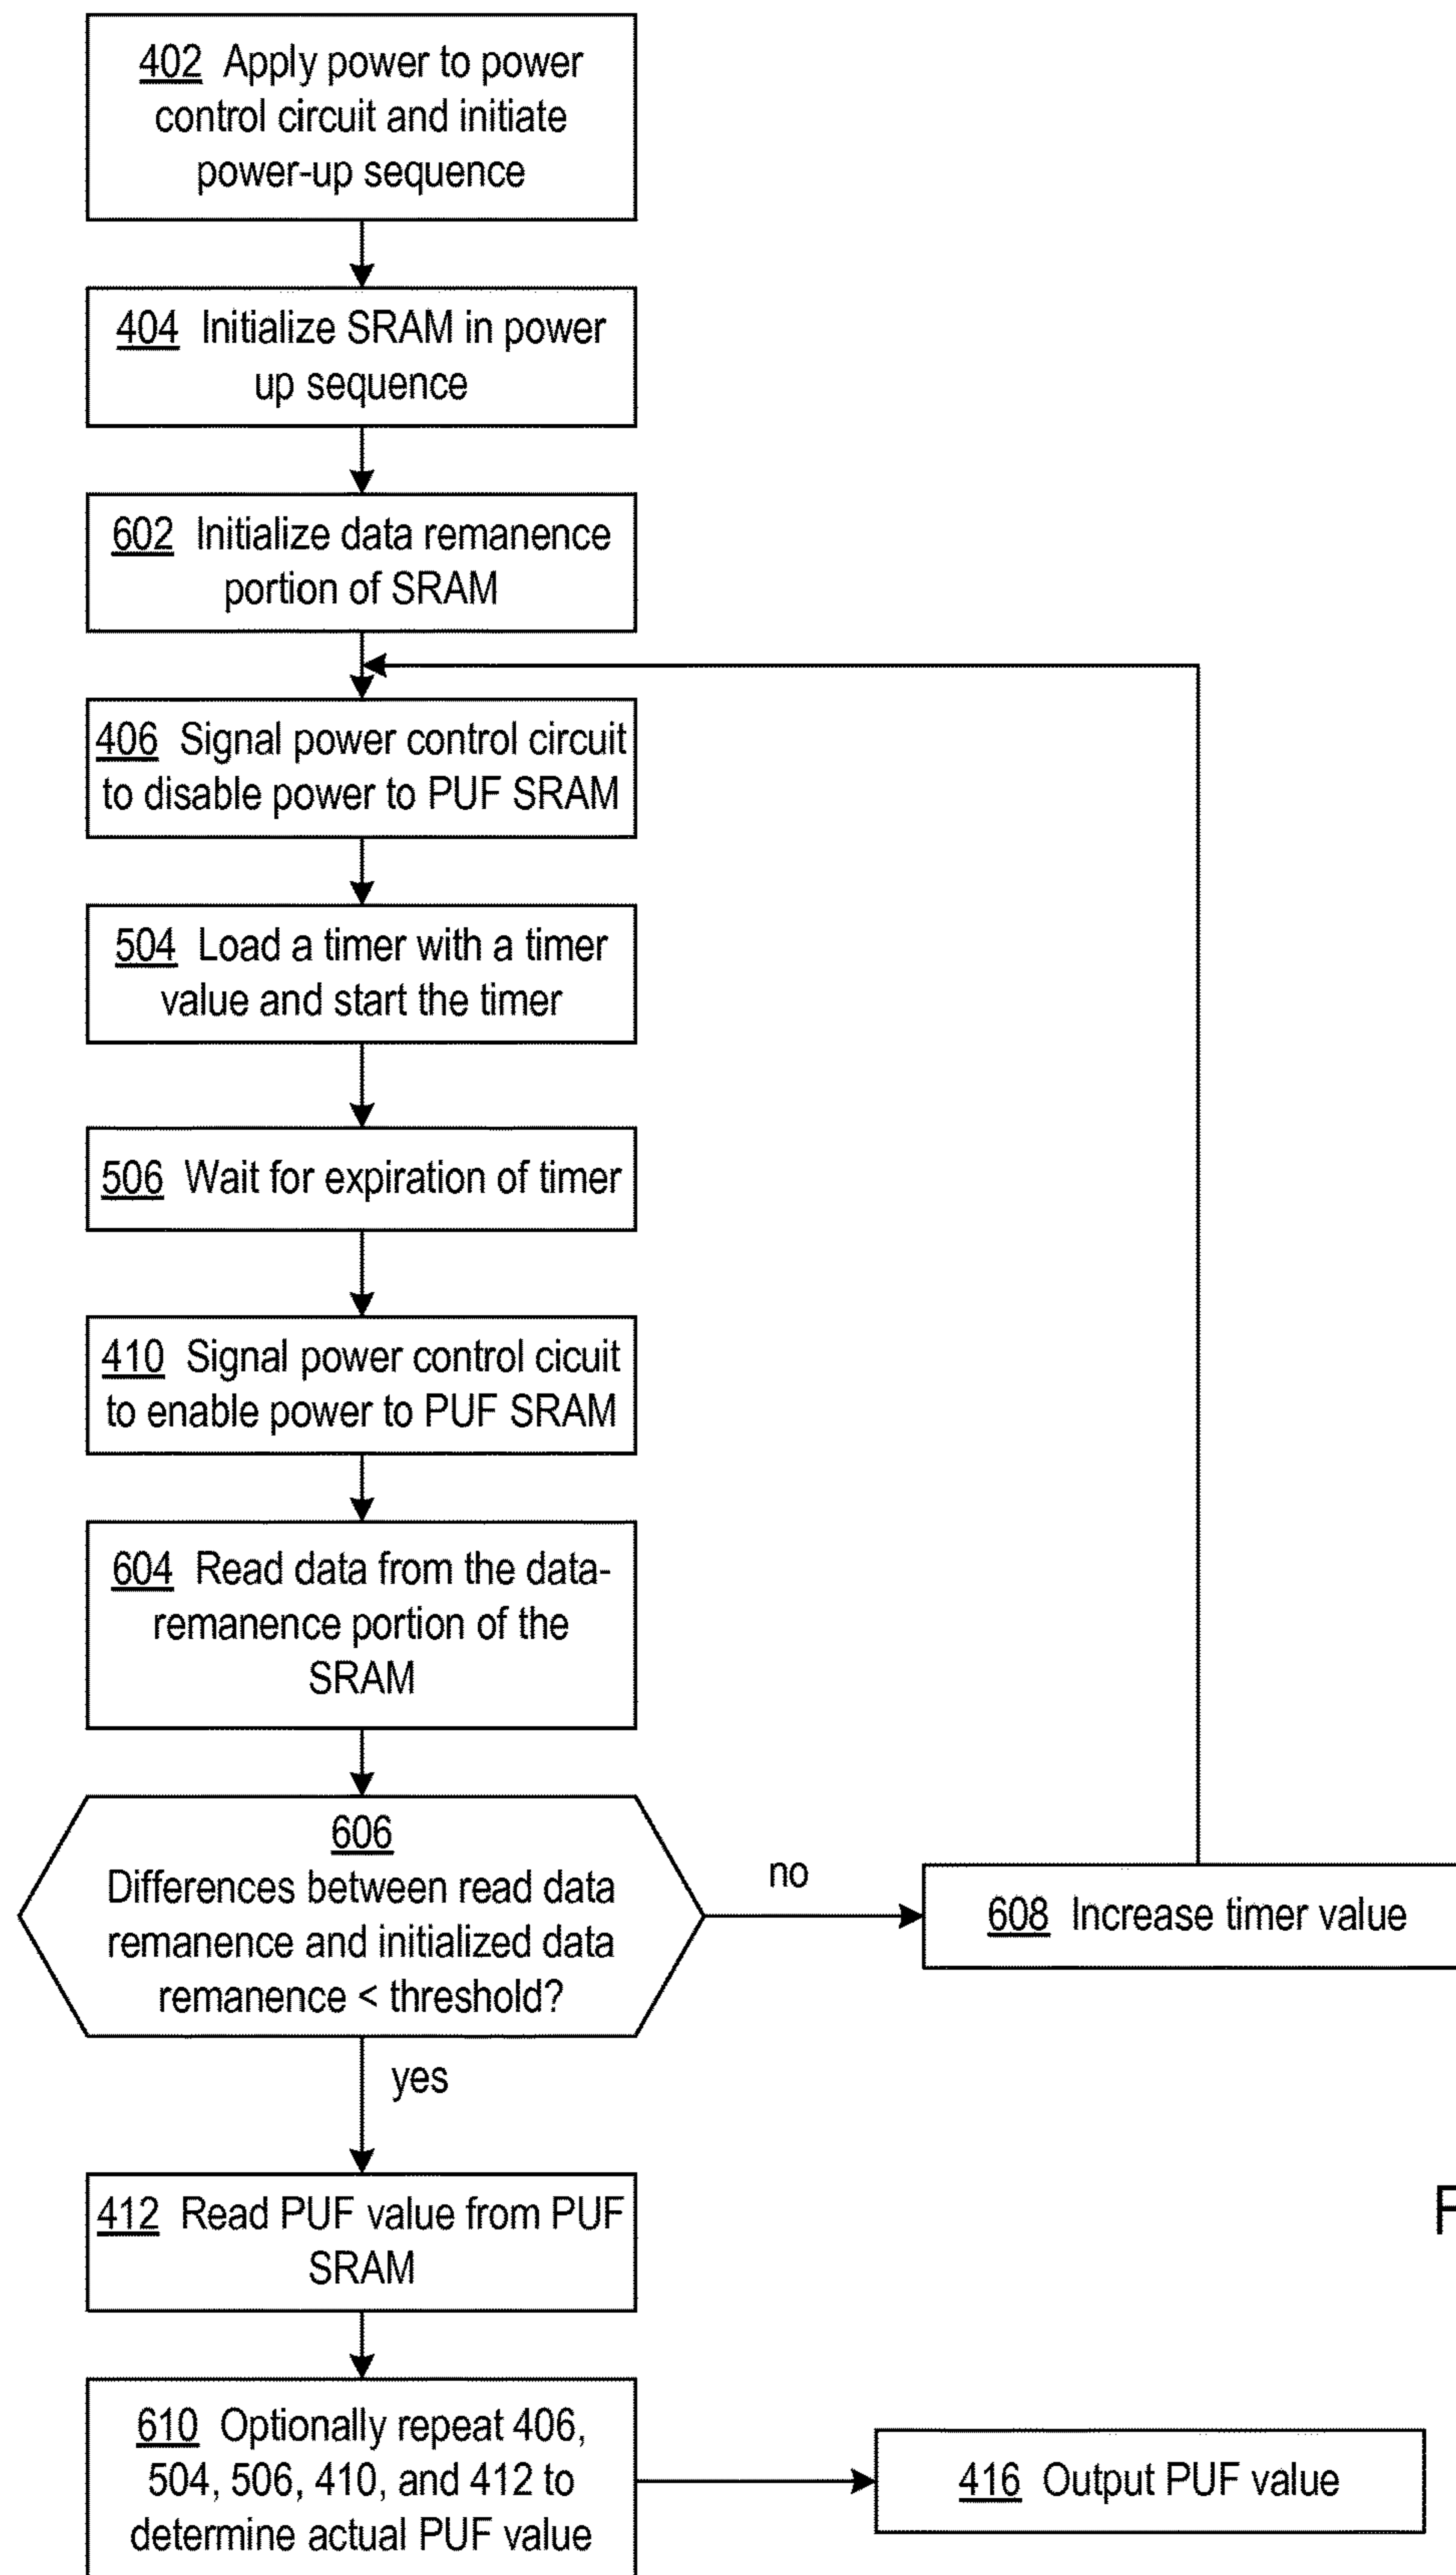 402 Apply power to power
control circuit and initiate
power-up sequence
404 Initialize SRAM in power
up sequence
602 Initialize data remanence
portion of SRAM
406 Signal power control circuit
to disable power to PUF SRAM
504 Load a timer with a timer
value and start the timer
506 Wait for expiration of timer
410 Signal power control cicuit
to enable power to PUF SRAM
604 Read data from the data-
remanence portion of the
SRAM
606
Differences between read data
remanence and initialized data
remanence < threshold?
no
608 Increase timer value
yes
412 Read PUF value from PUF
SRAM
610 Optionally repeat 406,
504, 506, 410, and 412 to
determine actual PUF value
416 Output PUF value